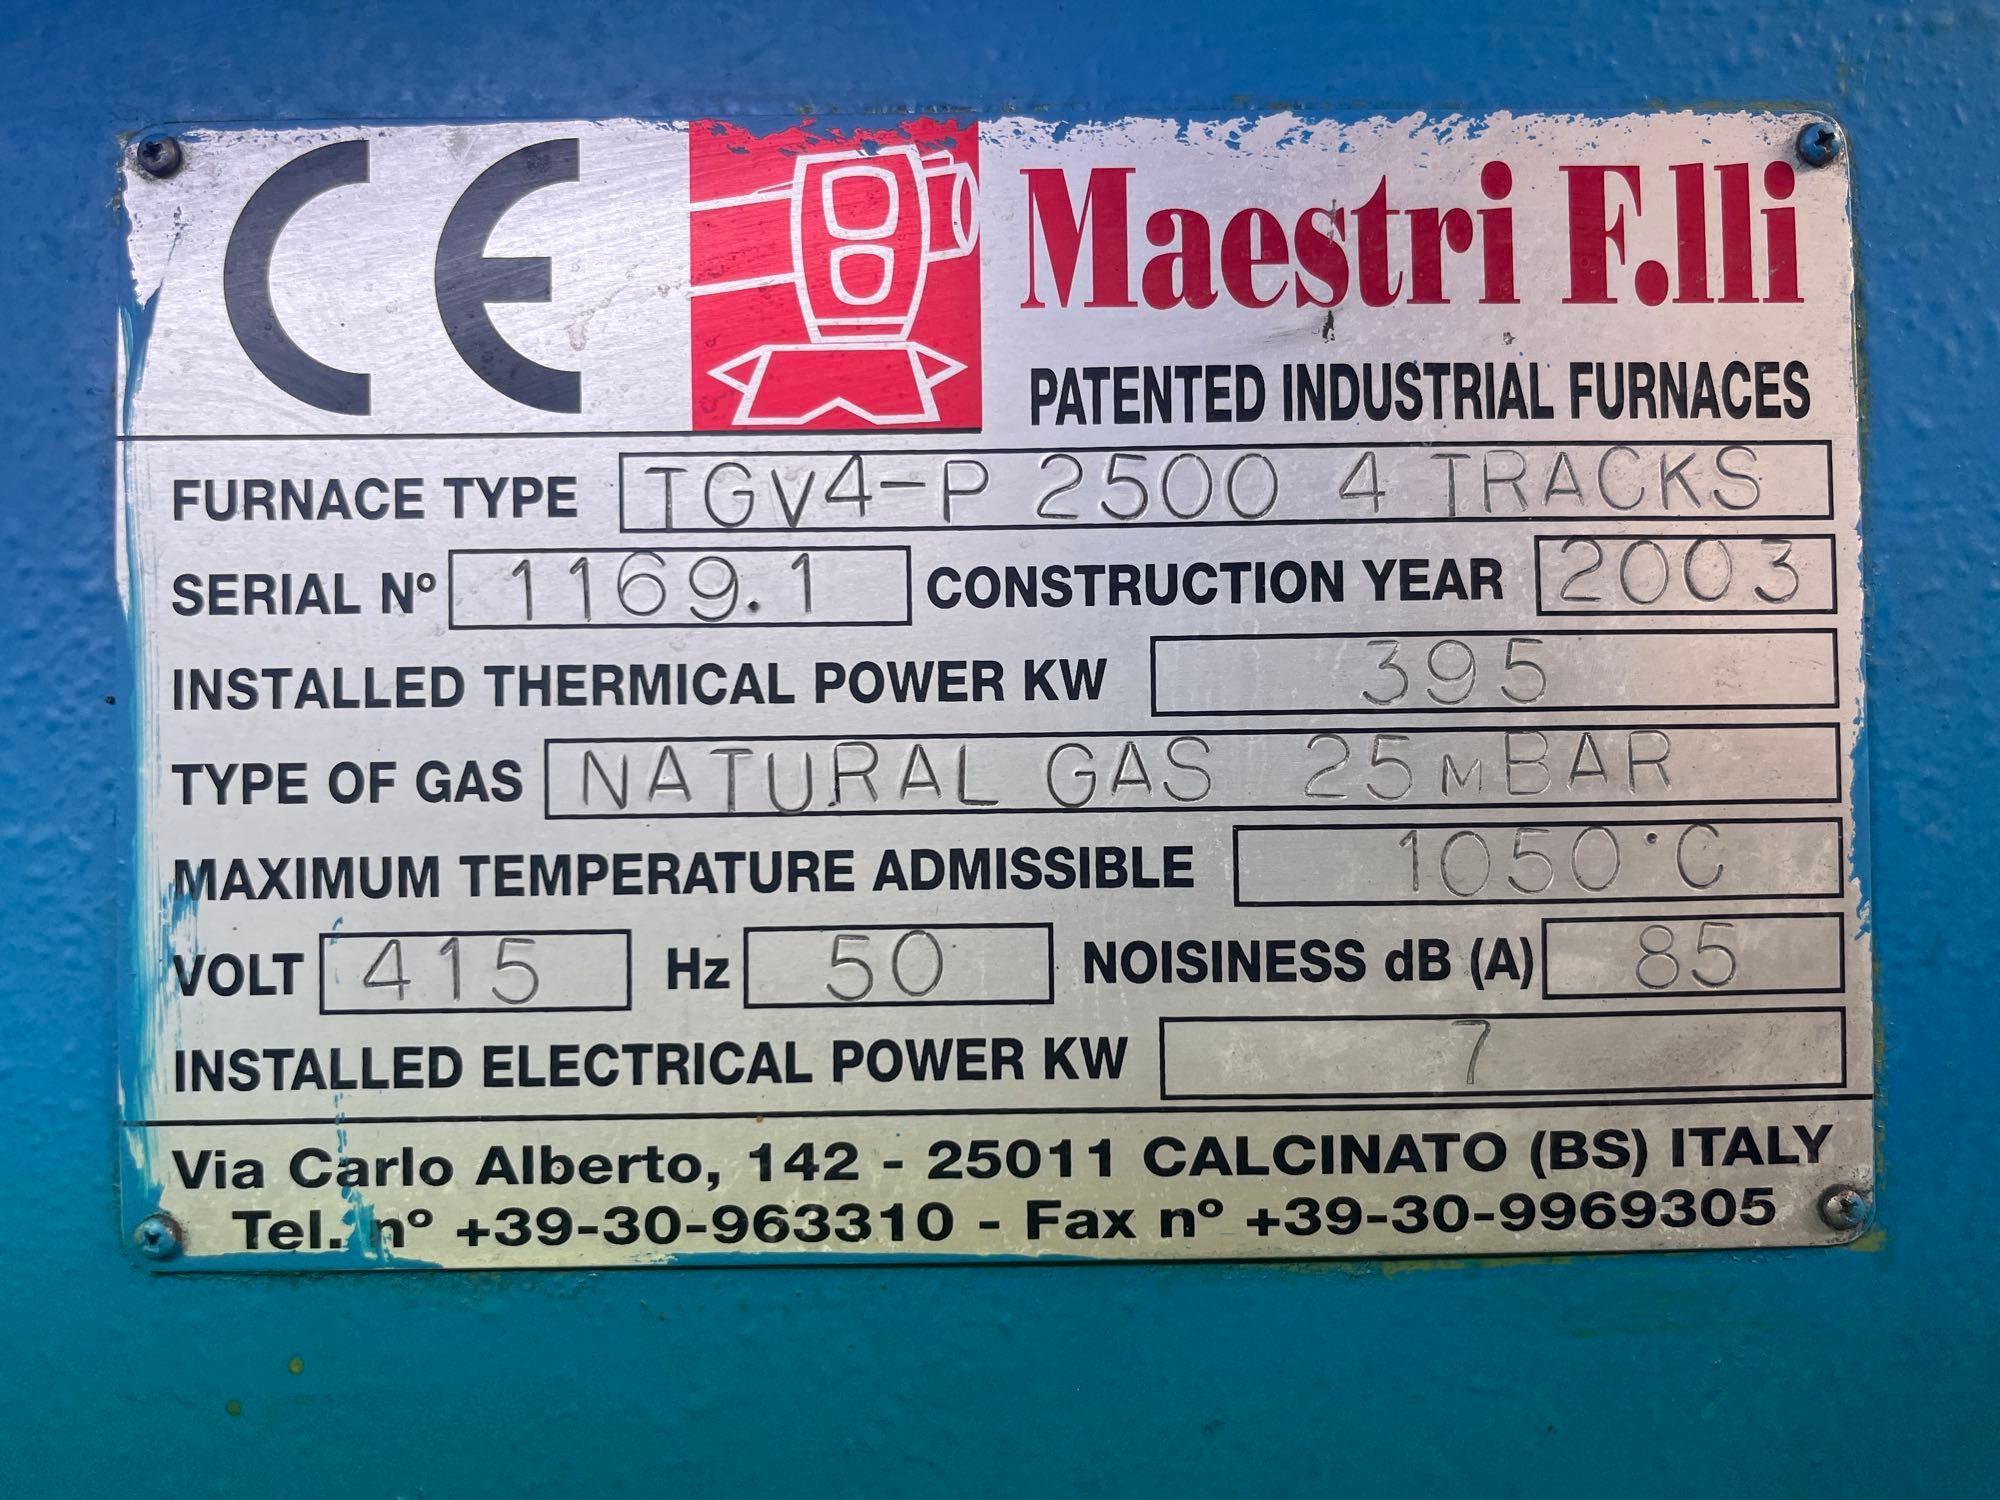 CE Maestri F.lli
PATENTED INDUSTRIAL FURNACES
FURNACE TYPE TGV4-P 2500 4 TRACKS
SERIAL Nº 1169.1 CONSTRUCTION YEAR 2003
INSTALLED THERMICAL POWER KW 395
TYPE OF GAS NATURAL GAS 25MBAR
MAXIMUM TEMPERATURE ADMISSIBLE 1050°C
VOLT 415 Hz 50 NOISINESS dB (A) 85
INSTALLED ELECTRICAL POWER KW 7
Via Carlo Alberto, 142 - 25011 CALCINATO (BS) ITALY
Tel. nº +39-30-963310 - Fax nº +39-30-9969305